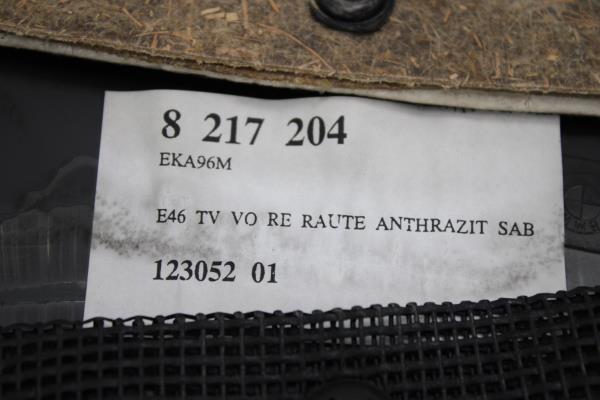 8 217 204
EKA96M
E46 TV VO RE RAUTE ANTHRAZIT SAB
123052 01